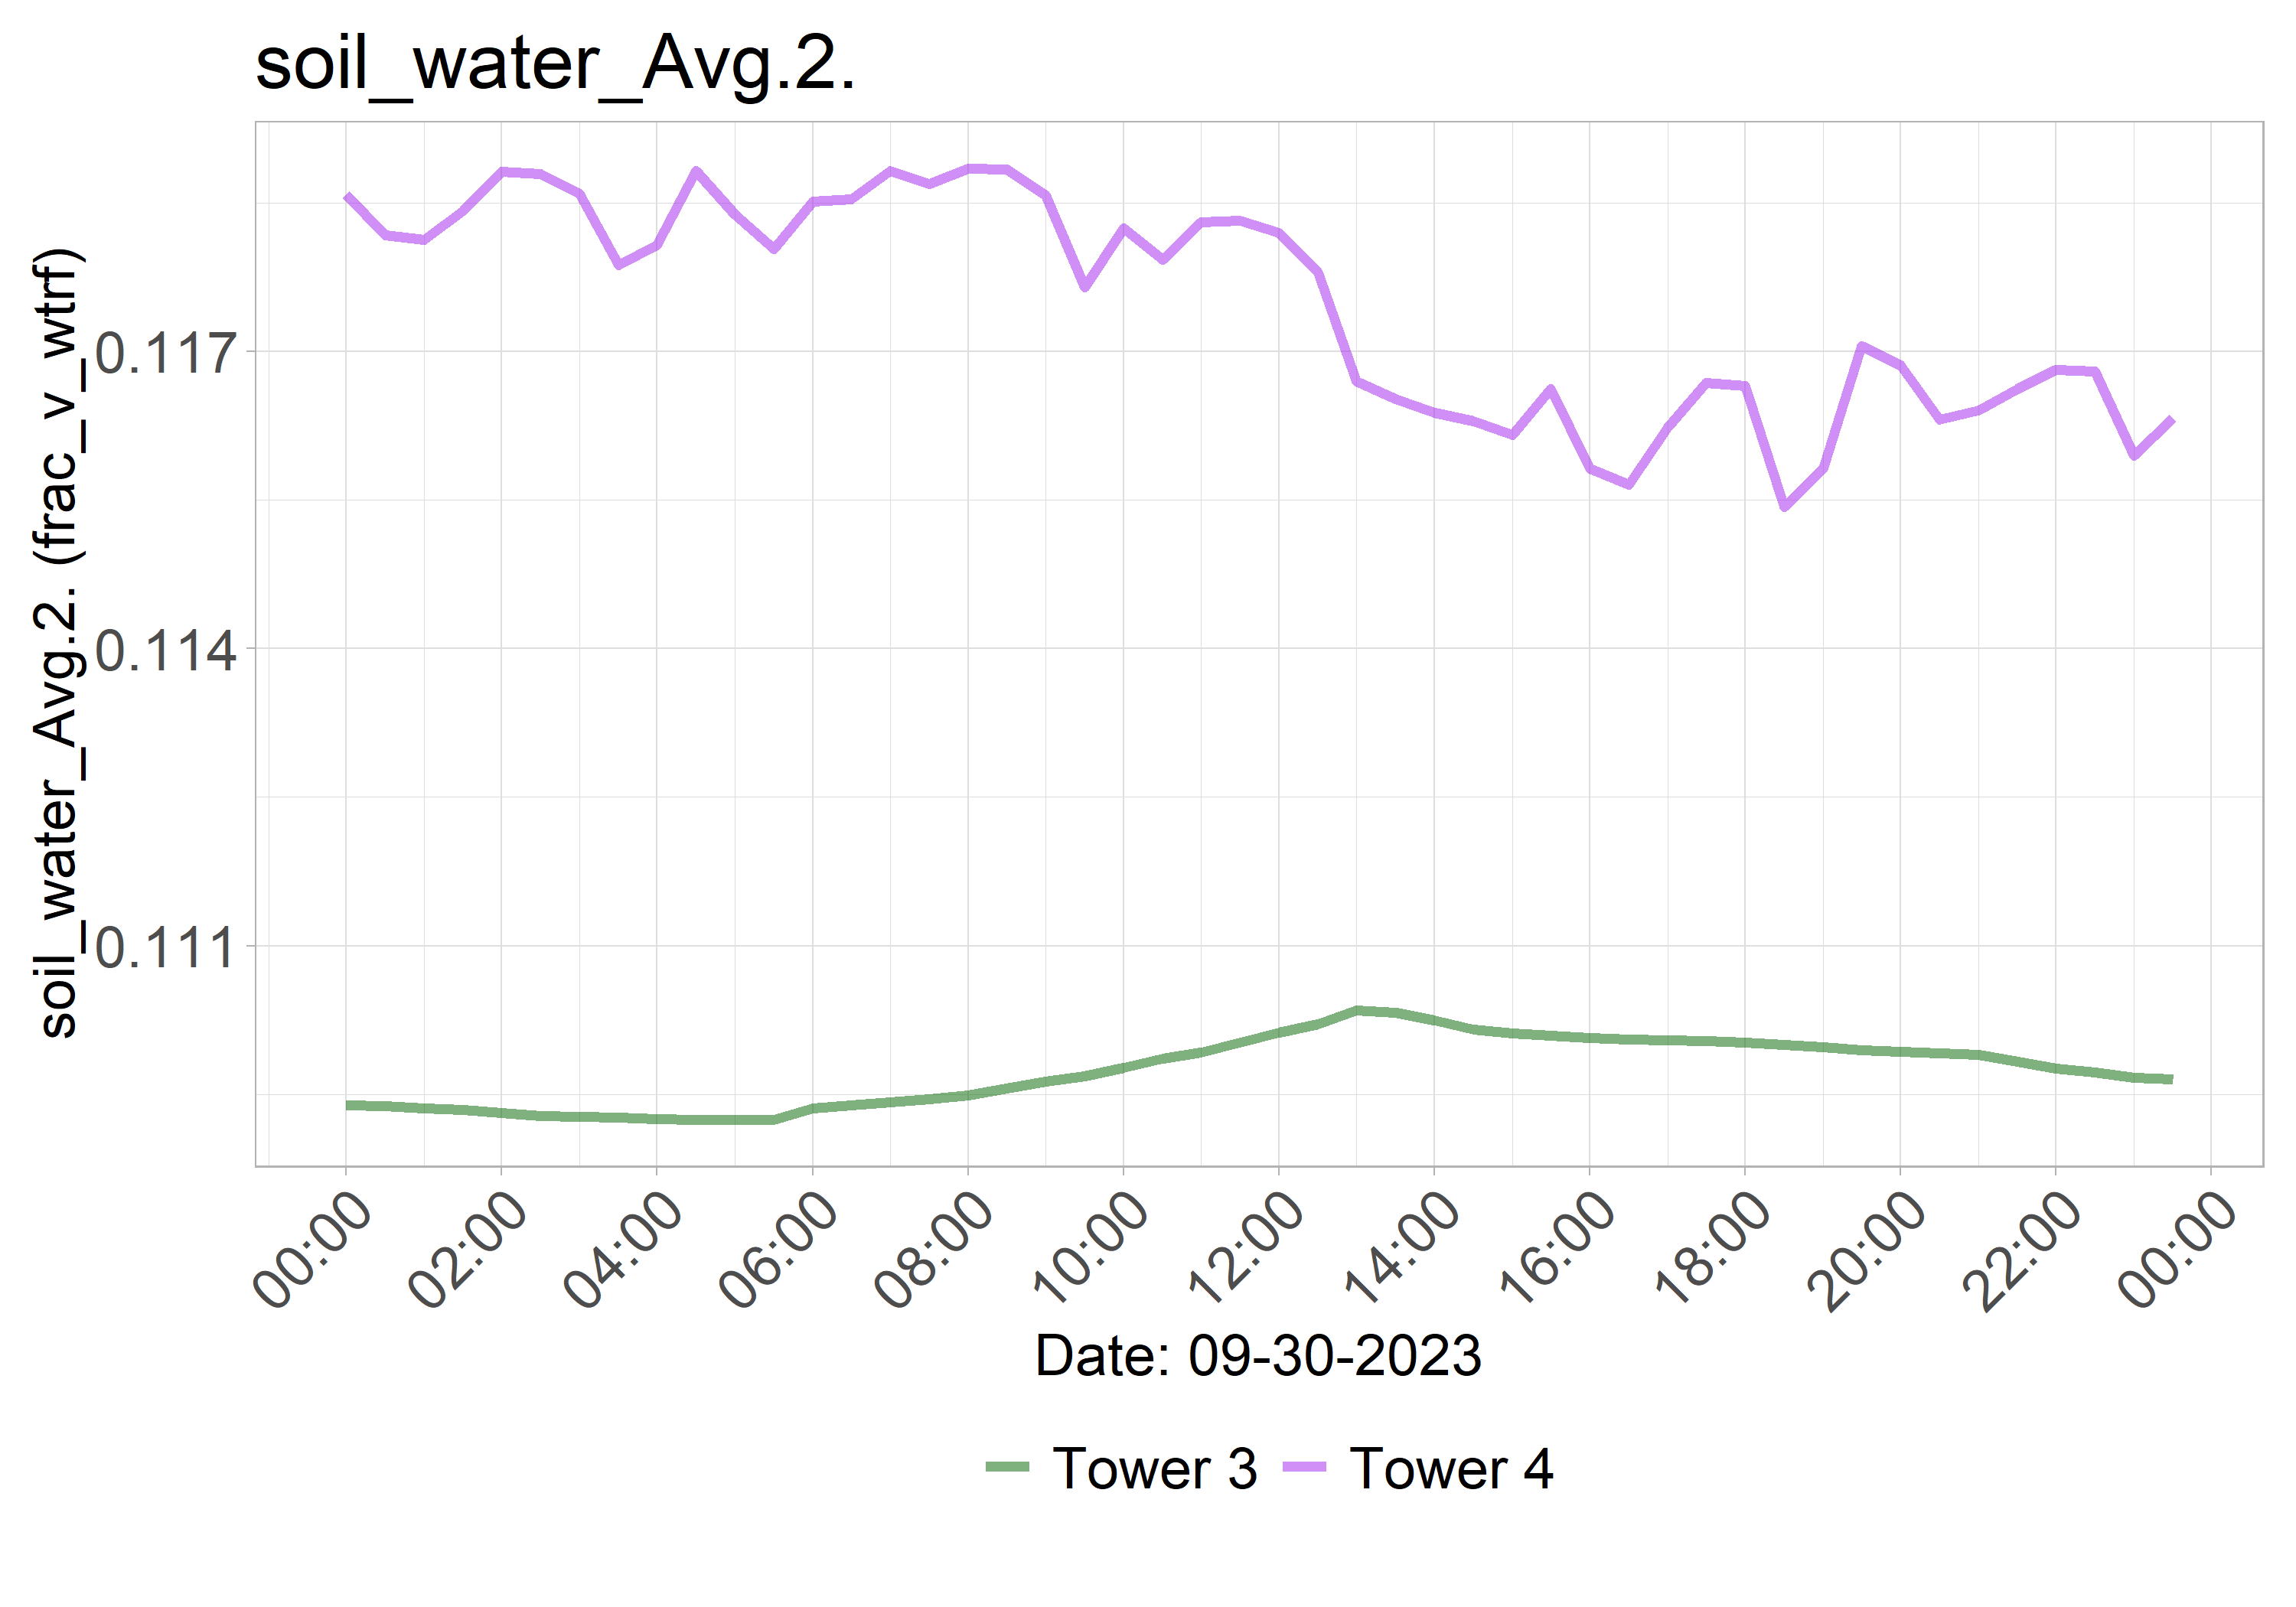 soil_water_Avg.2.
soil_water_Avg.2. (frac_v_wtrf)
0.117
0.114
0.111
00:00 02:00 04:00 06:00 08:00 10:00 12:00 14:00 16:00 18:00 20:00 22:00 00:00
Date: 09-30-2023
Tower 3 Tower 4